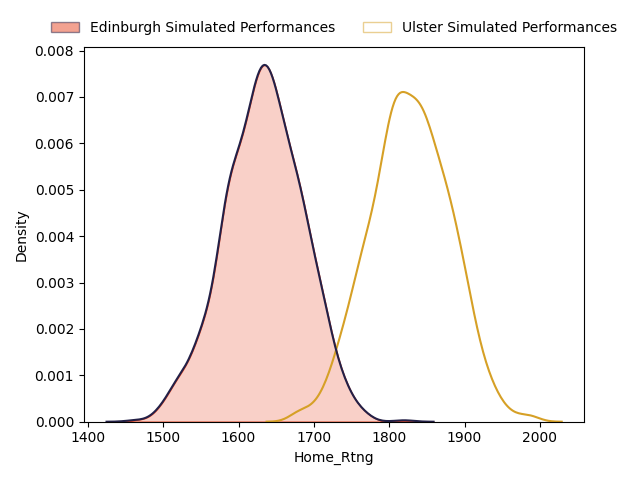 Edinburgh Simulated Performances
Ulster Simulated Performances
0.008
0.007
0.006
0.005
0.004
0.003
0.002
0.001
0.000
Density
1400 1500 1600 1700 1800 1900 2000
Home_Rtng